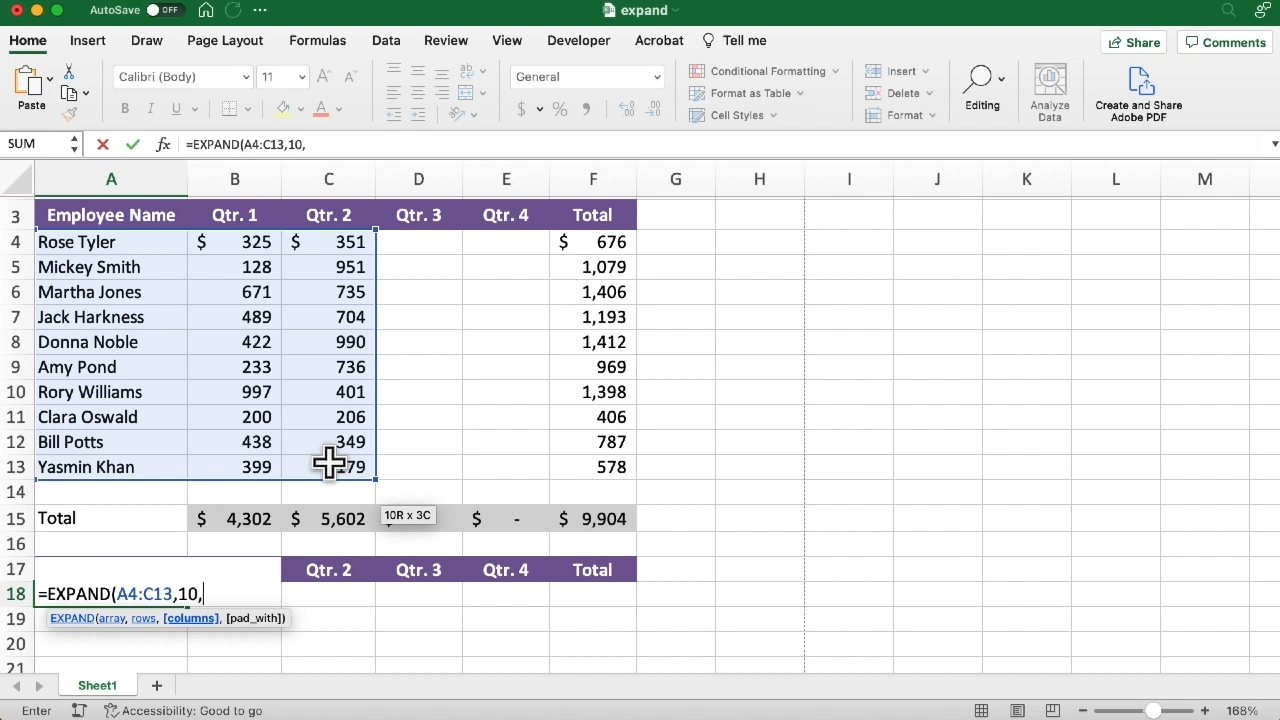 AutoSave OFF expand
Home Insert Draw Page Layout Formulas Data Review View Developer Acrobat Tell me Share Comments
Paste Calibri (Body) 11 General Conditional Formatting Format as Table Cell Styles Insert Delete Format Editing Analyze Data Create and Share Adobe PDF
SUM fx =EXPAND(A4:C13,10,
A B C D E F G H I J K L M
3 Employee Name Qtr. 1 Qtr. 2 Qtr. 3 Qtr. 4 Total
4 Rose Tyler $ 325 $ 351 $ 676
5 Mickey Smith 128 951 1,079
6 Martha Jones 671 735 1,406
7 Jack Harkness 489 704 1,193
8 Donna Noble 422 990 1,412
9 Amy Pond 233 736 969
10 Rory Williams 997 401 1,398
11 Clara Oswald 200 206 406
12 Bill Potts 438 349 787
13 Yasmin Khan 399 578
14
15 Total $ 4,302 $ 5,602 10R x 3C $ - $ 9,904
16
17 Qtr. 2 Qtr. 3 Qtr. 4 Total
18 =EXPAND(A4:C13,10,
19 EXPAND(array, rows, [columns], [pad_with])
20
21
Sheet1
Enter Accessibility: Good to go 168%